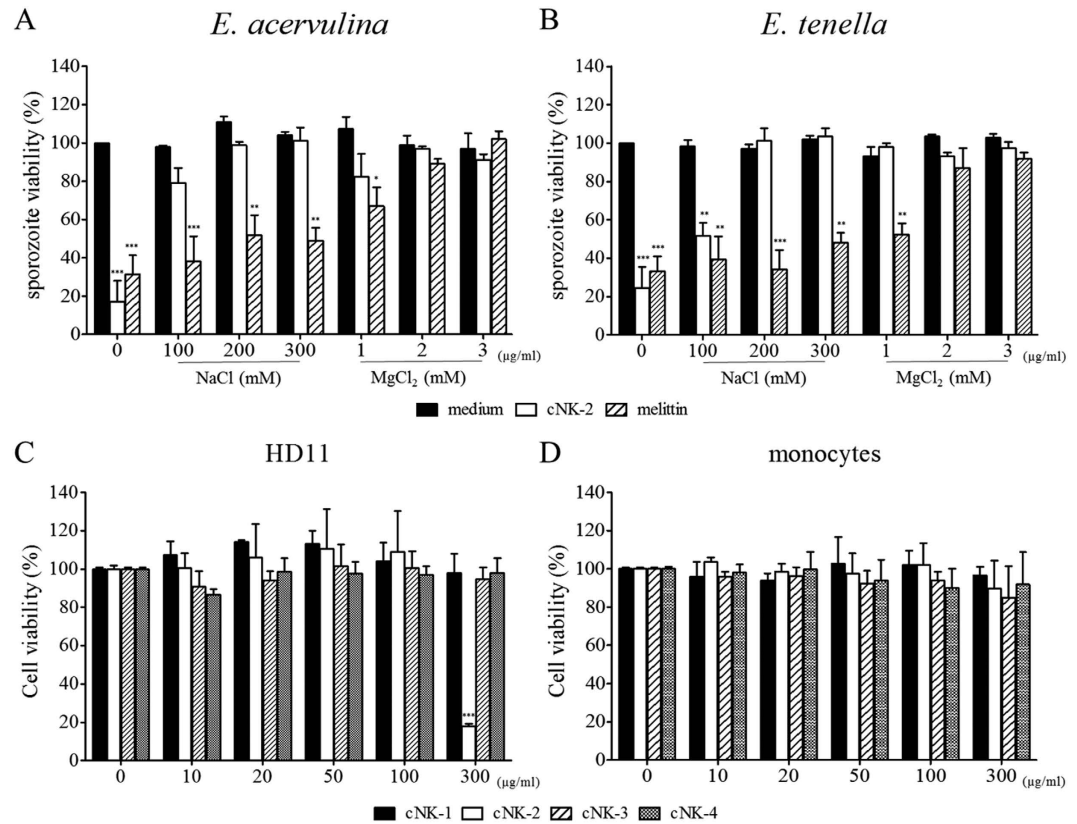 A
E. acervulina
140
120
100
80
60
40
20
0
sporozoite viability (%)
***
***
***
**
**
*
0 100 200 300 1 2 3 (µg/ml)
NaCl (mM) MgCl2 (mM)
B
E. tenella
140
120
100
80
60
40
20
0
sporozoite viability (%)
***
***
**
**
***
**
**
0 100 200 300 1 2 3 (µg/ml)
NaCl (mM) MgCl2 (mM)
medium cNK-2 melittin
C
HD11
140
120
100
80
60
40
20
0
Cell viability (%)
***
0 10 20 50 100 300 (µg/ml)
D
monocytes
140
120
100
80
60
40
20
0
Cell viability (%)
0 10 20 50 100 300 (µg/ml)
cNK-1 cNK-2 cNK-3 cNK-4